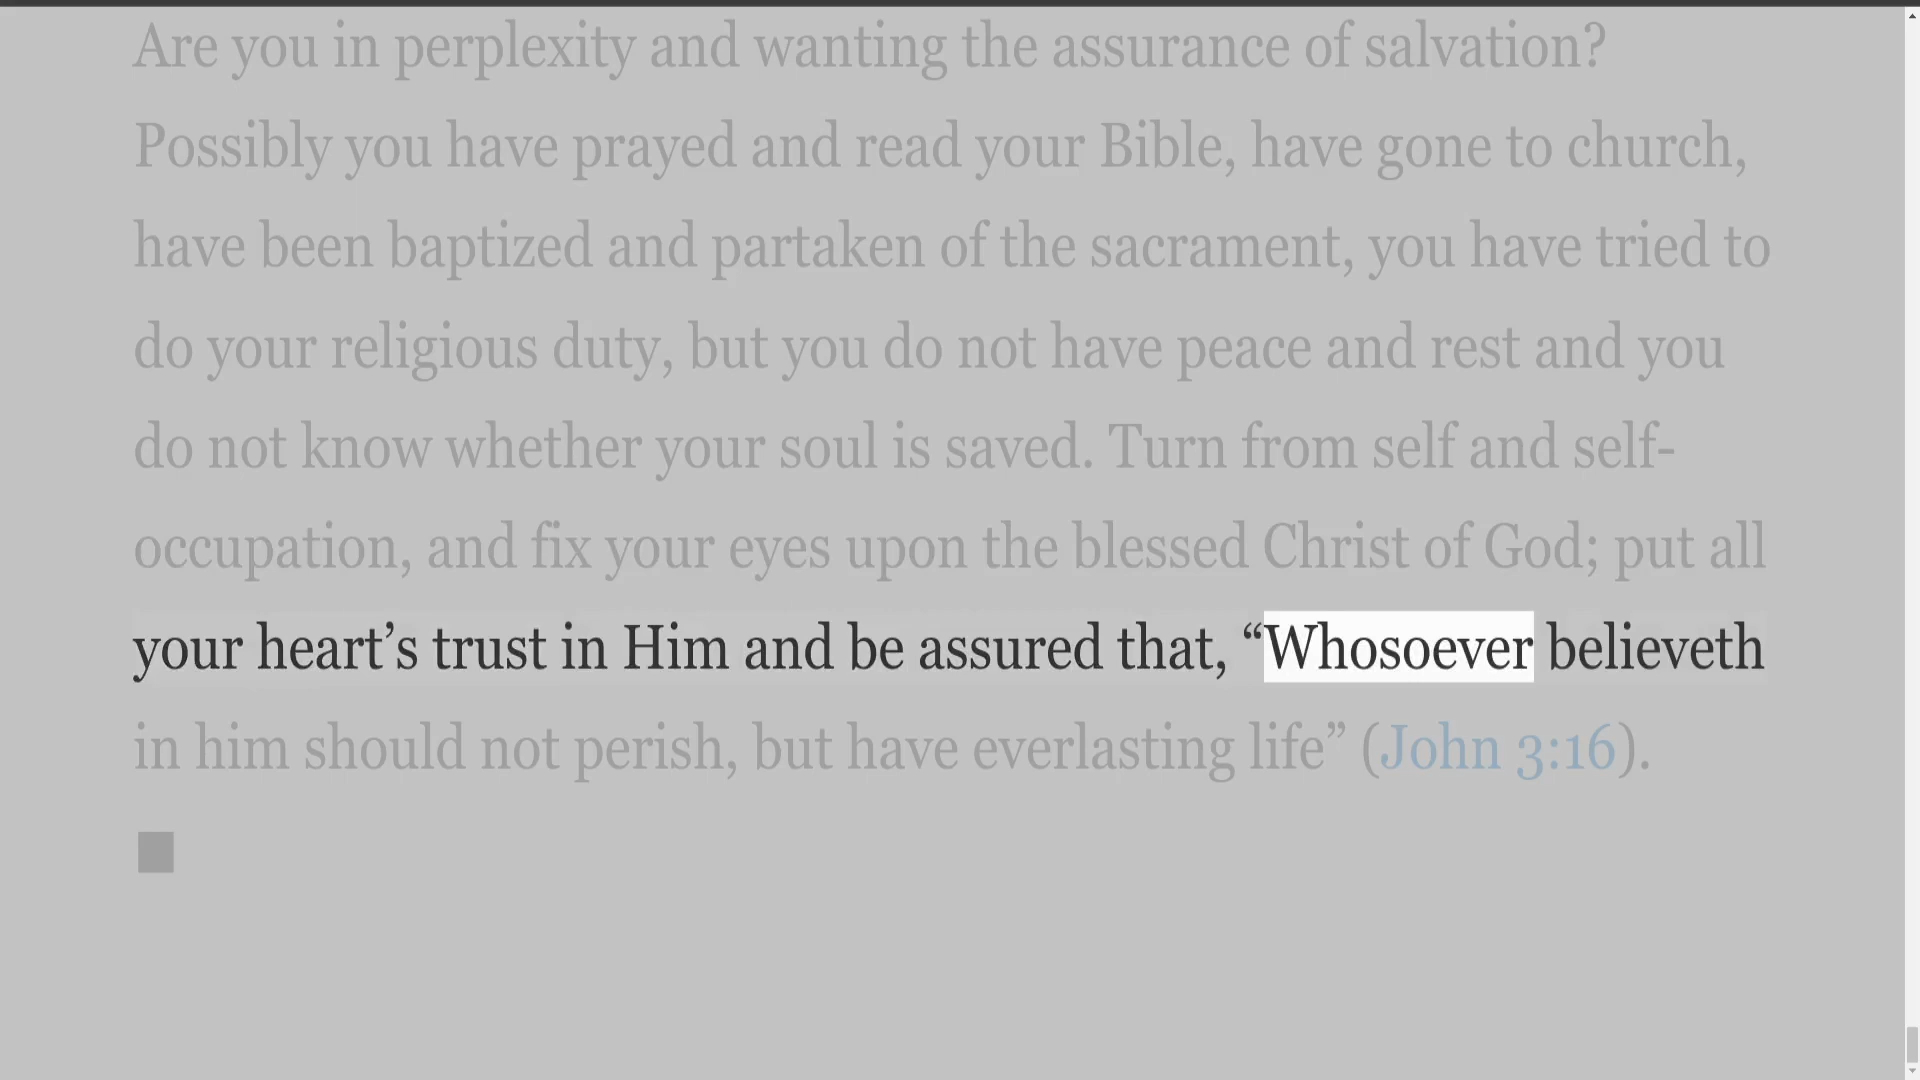 Are you in perplexity and wanting the assurance of salvation?
Possibly you have prayed and read your Bible, have gone to church,
have been baptized and partaken of the sacrament, you have tried to
do your religious duty, but you do not have peace and rest and you
do not know whether your soul is saved. Turn from self and self-
occupation, and fix your eyes upon the blessed Christ of God; put all
your heart’s trust in Him and be assured that, “Whosoever believeth
in him should not perish, but have everlasting life” (John 3:16).
■